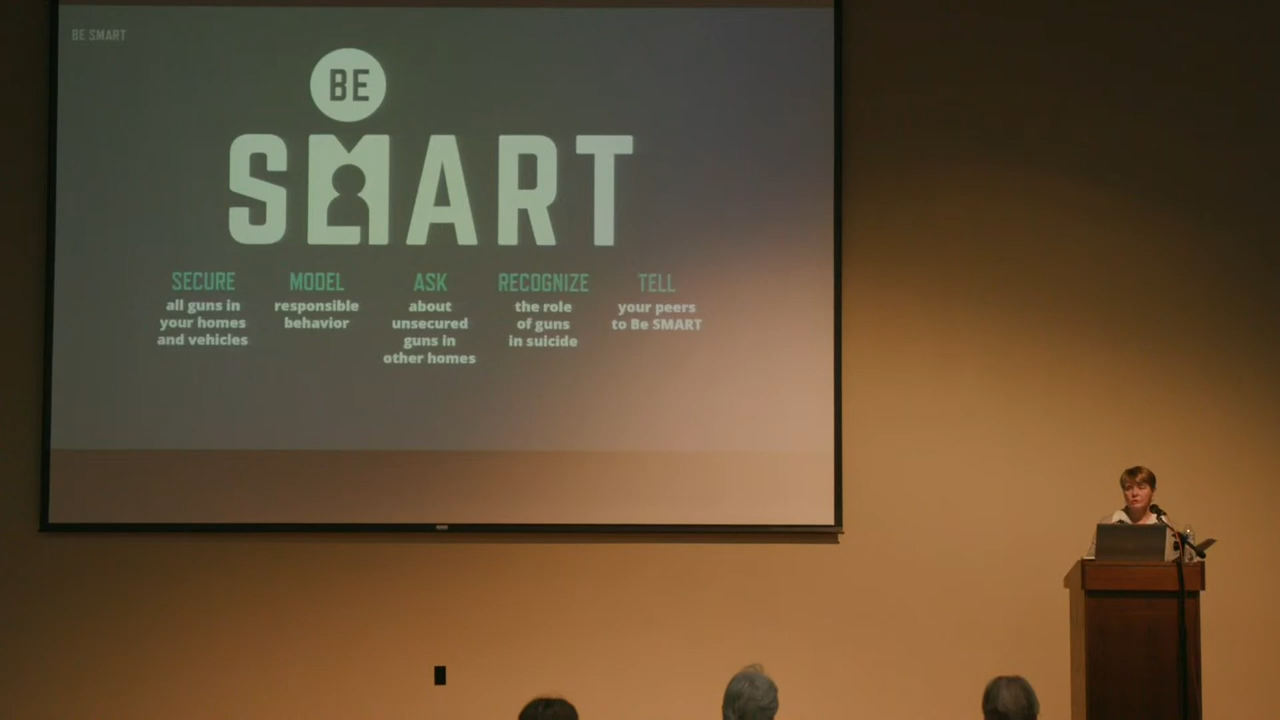 BE SMART
BE
SMART
SECURE
all guns in
your homes
and vehicles
MODEL
responsible
behavior
ASK
about
unsecured
guns in
other homes
RECOGNIZE
the role
of guns
in suicide
TELL
your peers
to Be SMART